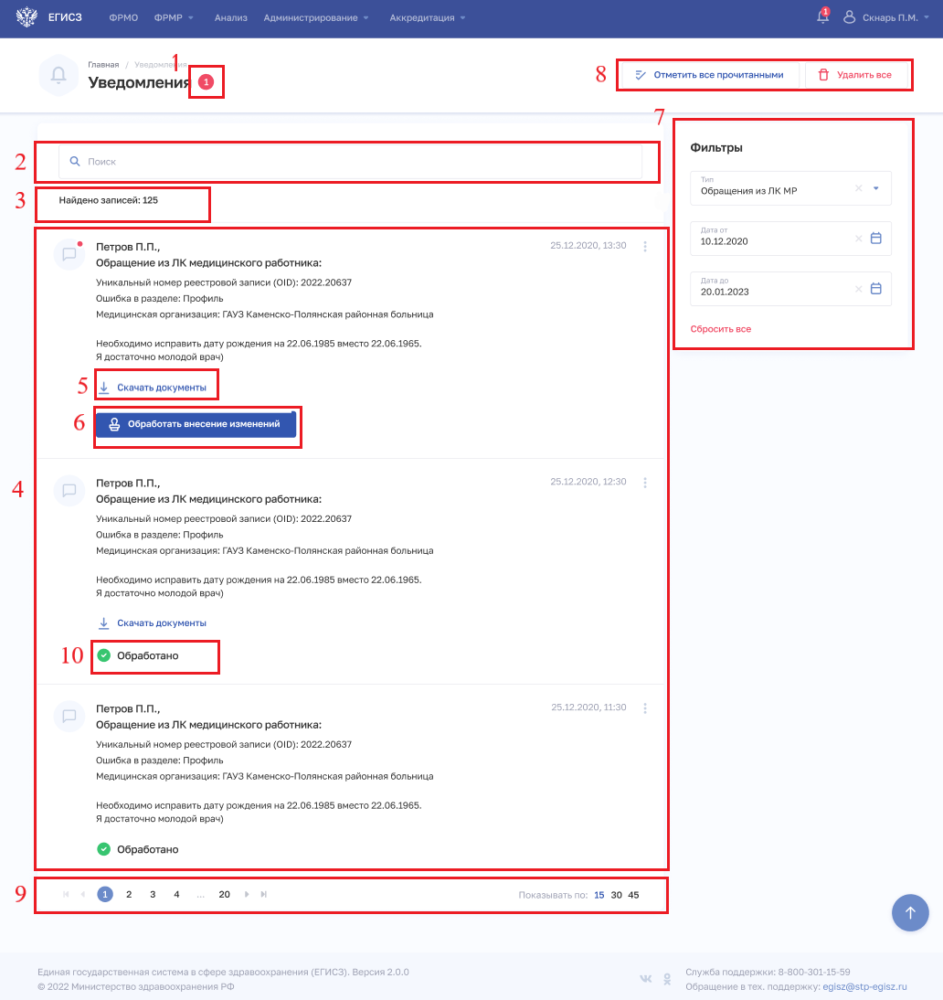 ЕГИСЗ ФРМО ФРМР Анализ Администрирование Аккредитация 1 Скнарь П.М.
Главная / Уведомления
1
Уведомления 1
8 Отметить все прочитанными Удалить все
7
2 Поиск
3 Найдено записей: 125
Фильтры
Тип
Обращения из ЛК МР
Дата от
10.12.2020
Дата до
20.01.2023
Сбросить все
4
Петров П.П., 25.12.2020, 13:30
Обращение из ЛК медицинского работника:
Уникальный номер реестровой записи (OID): 2022.20637
Ошибка в разделе: Профиль
Медицинская организация: ГАУЗ Каменско-Полянская районная больница
Необходимо исправить дату рождения на 22.06.1985 вместо 22.06.1965.
Я достаточно молодой врач)
5 Скачать документы
6 Обработать внесение изменений
Петров П.П., 25.12.2020, 12:30
Обращение из ЛК медицинского работника:
Уникальный номер реестровой записи (OID): 2022.20637
Ошибка в разделе: Профиль
Медицинская организация: ГАУЗ Каменско-Полянская районная больница
Необходимо исправить дату рождения на 22.06.1985 вместо 22.06.1965.
Я достаточно молодой врач)
Скачать документы
10 Обработано
Петров П.П., 25.12.2020, 11:30
Обращение из ЛК медицинского работника:
Уникальный номер реестровой записи (OID): 2022.20637
Ошибка в разделе: Профиль
Медицинская организация: ГАУЗ Каменско-Полянская районная больница
Необходимо исправить дату рождения на 22.06.1985 вместо 22.06.1965.
Я достаточно молодой врач)
Обработано
9 1 2 3 4 ... 20 Показывать по: 15 30 45
Единая государственная система в сфере здравоохранения (ЕГИСЗ). Версия 2.0.0
© 2022 Министерство здравоохранения РФ
Служба поддержки: 8-800-301-15-59
Обращение в тех. поддержку: egisz@stp-egisz.ru